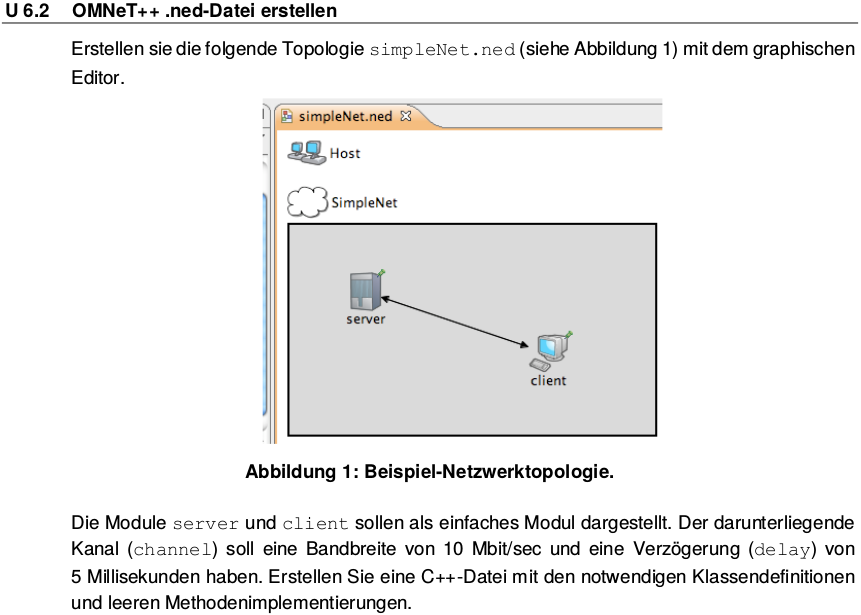 U 6.2 OMNeT++ .ned-Datei erstellen
Erstellen sie die folgende Topologie simpleNet.ned (siehe Abbildung 1) mit dem graphischen
Editor.
simpleNet.ned
Host
SimpleNet
server
client
Abbildung 1: Beispiel-Netzwerktopologie.
Die Module server und client sollen als einfaches Modul dargestellt. Der darunterliegende
Kanal (channel) soll eine Bandbreite von 10 Mbit/sec und eine Verzögerung (delay) von
5 Millisekunden haben. Erstellen Sie eine C++-Datei mit den notwendigen Klassendefinitionen
und leeren Methodenimplementierungen.